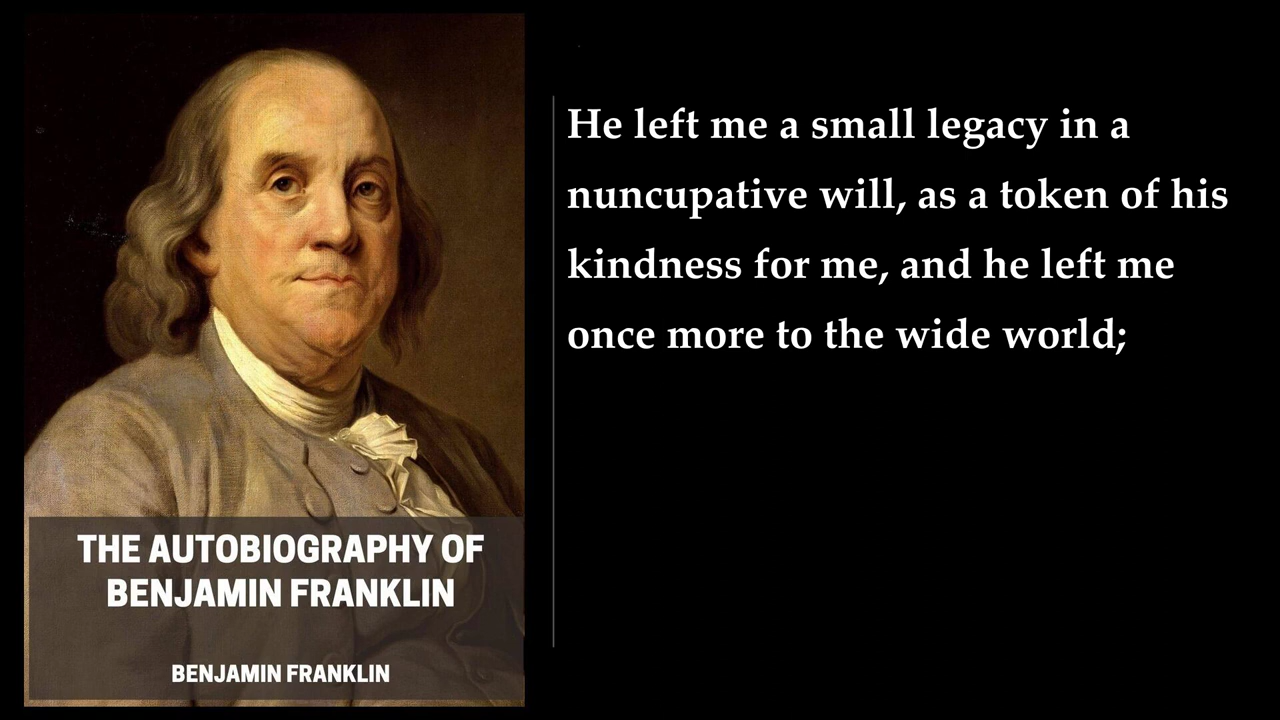 THE AUTOBIOGRAPHY OF
BENJAMIN FRANKLIN
BENJAMIN FRANKLIN
He left me a small legacy in a
nuncupative will, as a token of his
kindness for me, and he left me
once more to the wide world;